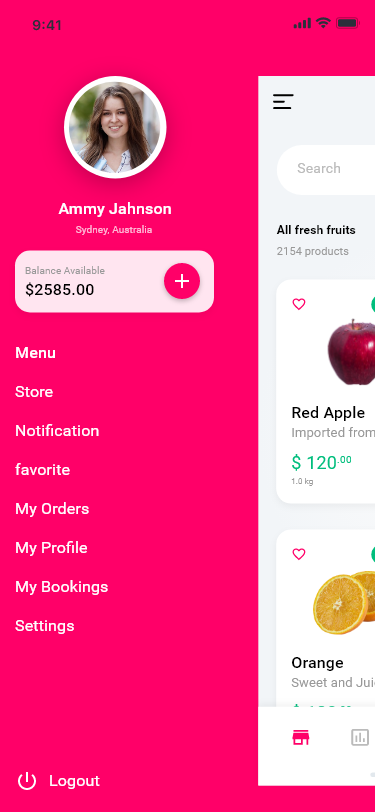 9:41
Ammy Jahnson
Sydney, Australia
Balance Available
$2585.00
Menu
Store
Notification
favorite
My Orders
My Profile
My Bookings
Settings
Logout
Search
All fresh fruits
2154 products
Red Apple
Imported from
$ 120.00
1.0 kg
Orange
Sweet and Jui